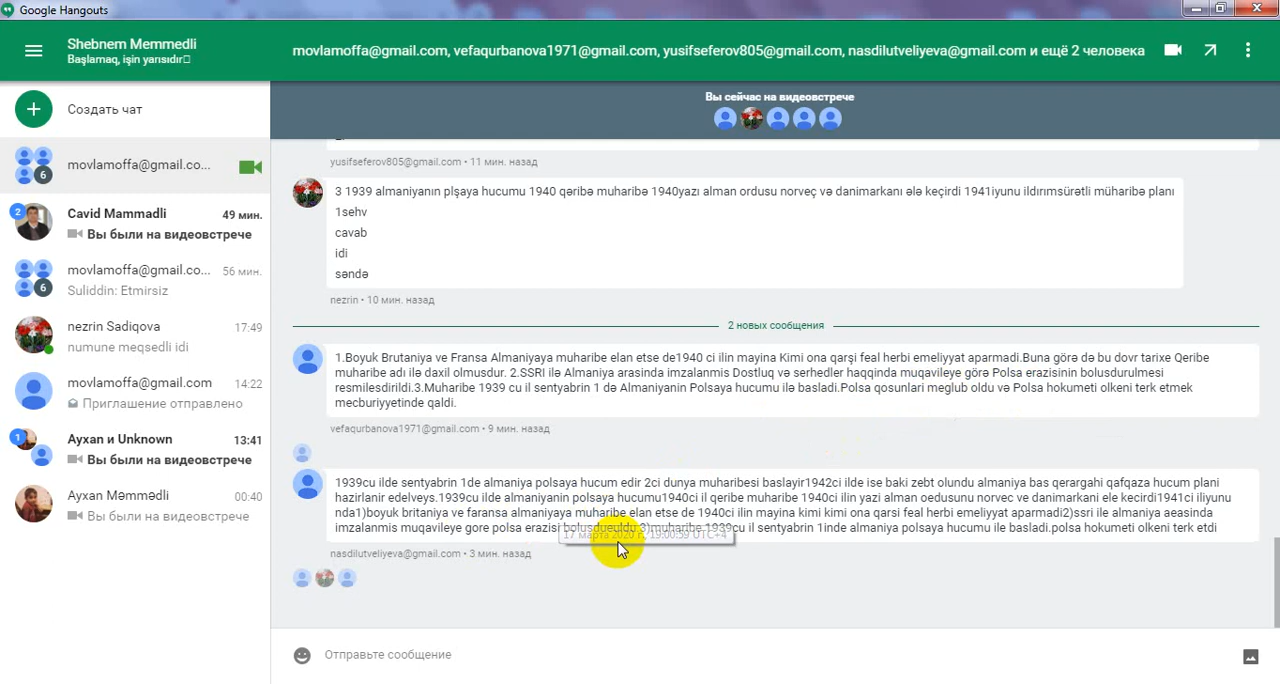 Google Hangouts
Shebnem Memmedli
Başlamaq, işin yarısıdır
movlamoffa@gmail.com, vefaqurbanova1971@gmail.com, yusifseferov805@gmail.com, nasdilutveliyeva@gmail.com и ещё 2 человека
Создать чат
movlamoffa@gmail.co...
6
2
Cavid Mammadli
49 мин.
Вы были на видеовстрече
movlamoffa@gmail.co...
56 мин.
6
Suliddin: Etmirsiz
nezrin Sadiqova
17:49
numune meqsedli idi
movlamoffa@gmail.com
14:22
Приглашение отправлено
1
Ayxan и Unknown
13:41
Вы были на видеовстрече
Ayxan Məmmədli
00:40
Вы были на видеовстрече
Вы сейчас на видеовстрече
yusifseferov805@gmail.com • 11 мин. назад
3 1939 almaniyanın plşaya hucumu 1940 qəribə muharibə 1940yazı alman ordusu norveç və danimarkanı ələ keçirdi 1941iyunu ildırımsürətli müharibə planı
1sehv
cavab
idi
səndə
nezrin • 10 мин. назад
2 новых сообщения
1.Boyuk Brutaniya ve Fransa Almaniyaya muharibe elan etse de1940 ci ilin mayina Kimi ona qarşi feal herbi emeliyyat aparmadi.Buna görə də bu dovr tarixe Qeribe
muharibe adı ilə daxil olmusdur. 2.SSRI ilə Almaniya arasinda imzalanmis Dostluq və serhedler haqqinda muqavileye görə Polsa erazisinin bolusdurulmesi
resmilesdirildi.3.Muharibe 1939 cu il sentyabrin 1 də Almaniyanin Polsaya hucumu ilə basladi.Polsa qosunlari meglub oldu və Polsa hokumeti olkeni terk etmek
mecburiyyetinde qaldi.
vefaqurbanova1971@gmail.com • 9 мин. назад
1939cu ilde sentyabrin 1de almaniya polsaya hucum edir 2ci dunya muharibesi baslayir1942ci ilde ise baki zebt olundu almaniya bas qerargahi qafqaza hucum plani
hazirlanir edelveys.1939cu ilde almaniyanin polsaya hucumu1940ci il qeribe muharibe 1940ci ilin yazi alman oedusunu norvec ve danimarkani ele kecirdi1941ci iliyunu
nda1)boyuk britaniya ve faransa almaniyaya muharibe elan etse de 1940ci ilin mayina kimi kimi ona qarsi feal herbi emeliyyat aparmadi2)ssri ile almaniya aeasinda
imzalanmis muqavileye gore polsa erazisi bolusdueuldu 3)muharibe 1939cu il sentyabrin 1inde almaniya polsaya hucumu ile basladi.polsa hokumeti olkeni terk etdi
17 марта 2020 г., 19:00:59 UTC+4
nasdilutveliyeva@gmail.com • 3 мин. назад
Отправьте сообщение